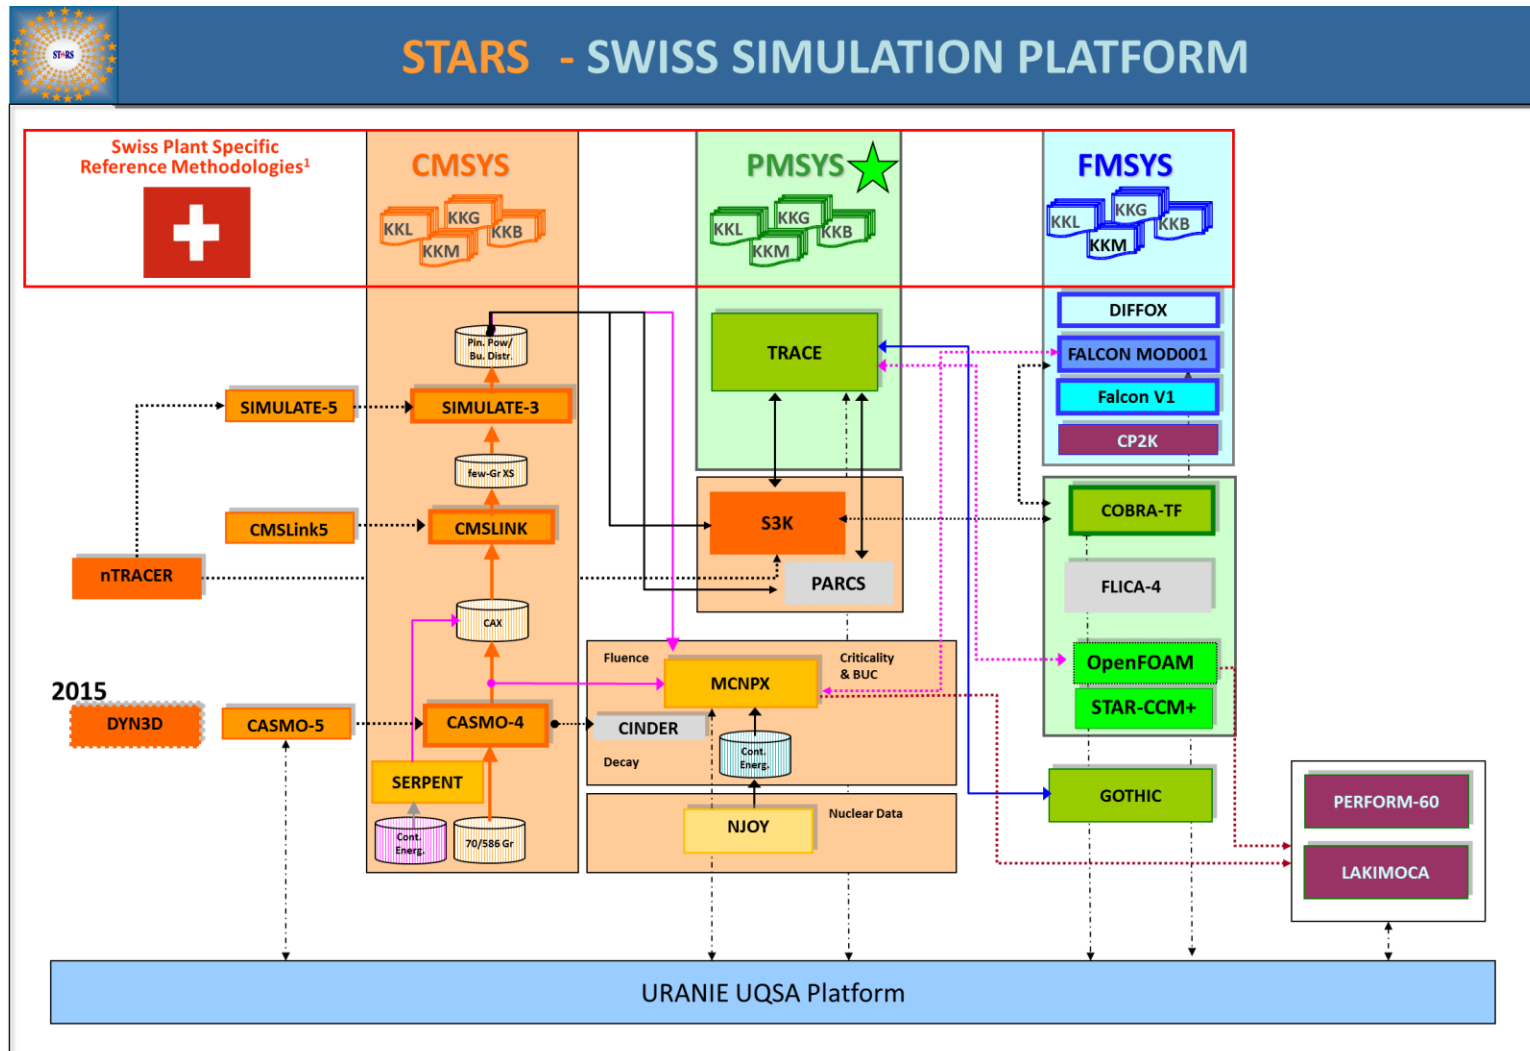 STARS
STARS - SWISS SIMULATION PLATFORM
Swiss Plant Specific
Reference Methodologies1
CMSYS
KKL
KKG
KKM
KKB
PMSYS
KKL
KKG
KKM
KKB
FMSYS
KKL
KKG
KKM
KKB
Pin. Pow/
Bu. Distr.
TRACE
DIFFOX
FALCON MOD001
Falcon V1
CP2K
SIMULATE-5
SIMULATE-3
few-Gr XS
CMSLink5
CMSLINK
S3K
COBRA-TF
nTRACER
PARCS
FLICA-4
CAX
Fluence
Criticality
& BUC
MCNPX
OpenFOAM
STAR-CCM+
2015
DYN3D
CASMO-5
CASMO-4
CINDER
Decay
Cont.
Energ.
SERPENT
Cont.
Energ.
70/586 Gr
NJOY
Nuclear Data
GOTHIC
PERFORM-60
LAKIMOCA
URANIE UQSA Platform